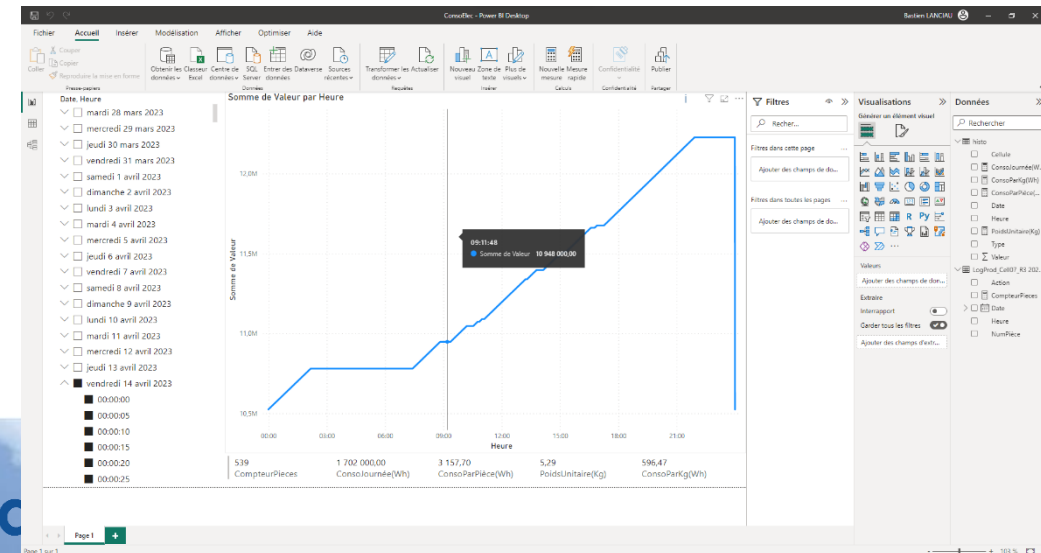 ConsoElec - Power BI Desktop
Bastien LANCIAU
Fichier Accueil Insérer Modélisation Afficher Optimiser Aide
Coller
Couper
Copier
Reproduire la mise en forme
Presse-papiers
Obtenir les données
Classeur Excel
Centre de données
SQL Server
Entrer des données
Dataverse
Sources récentes
Données
Transformer les données
Actualiser
Requêtes
Nouveau visuel
Zone de texte
Plus de visuels
Insérer
Nouvelle mesure
Mesure rapide
Calculs
Confidentialité
Confidentialité
Publier
Partager
Date, Heure
mardi 28 mars 2023
mercredi 29 mars 2023
jeudi 30 mars 2023
vendredi 31 mars 2023
samedi 1 avril 2023
dimanche 2 avril 2023
lundi 3 avril 2023
mardi 4 avril 2023
mercredi 5 avril 2023
jeudi 6 avril 2023
vendredi 7 avril 2023
samedi 8 avril 2023
dimanche 9 avril 2023
lundi 10 avril 2023
mardi 11 avril 2023
mercredi 12 avril 2023
jeudi 13 avril 2023
vendredi 14 avril 2023
00:00:00
00:00:05
00:00:10
00:00:15
00:00:20
00:00:25
Somme de Valeur par Heure
Somme de Valeur
12,0M
11,5M
11,0M
10,5M
09:11:48
Somme de Valeur 10 948 000,00
00:00 03:00 06:00 09:00 12:00 15:00 18:00 21:00
Heure
539 1 702 000,00 3 157,70 5,29 596,47
CompteurPieces ConsoJournée(Wh) ConsoParPièce(Wh) PoidsUnitaire(Kg) ConsoParKg(Wh)
Filtres
Recher...
Filtres dans cette page ...
Ajouter des champs de do...
Filtres dans toutes les pages ...
Ajouter des champs de do...
Visualisations
Générer un élément visuel
R Py
...
Valeurs
Ajouter des champs de don...
Extraire
Interrapport
Garder tous les filtres
Ajouter des champs d'extr...
Données
Rechercher
histo
Cellule
ConsoJournée(W...
ConsoParKg(Wh)
ConsoParPièce(...
Date
Heure
PoidsUnitaire(Kg)
Type
Valeur
LogProd_Cell07_R3 202...
Action
CompteurPieces
Date
Heure
NumPièce
Page 1
Page 1 sur 1
103 %